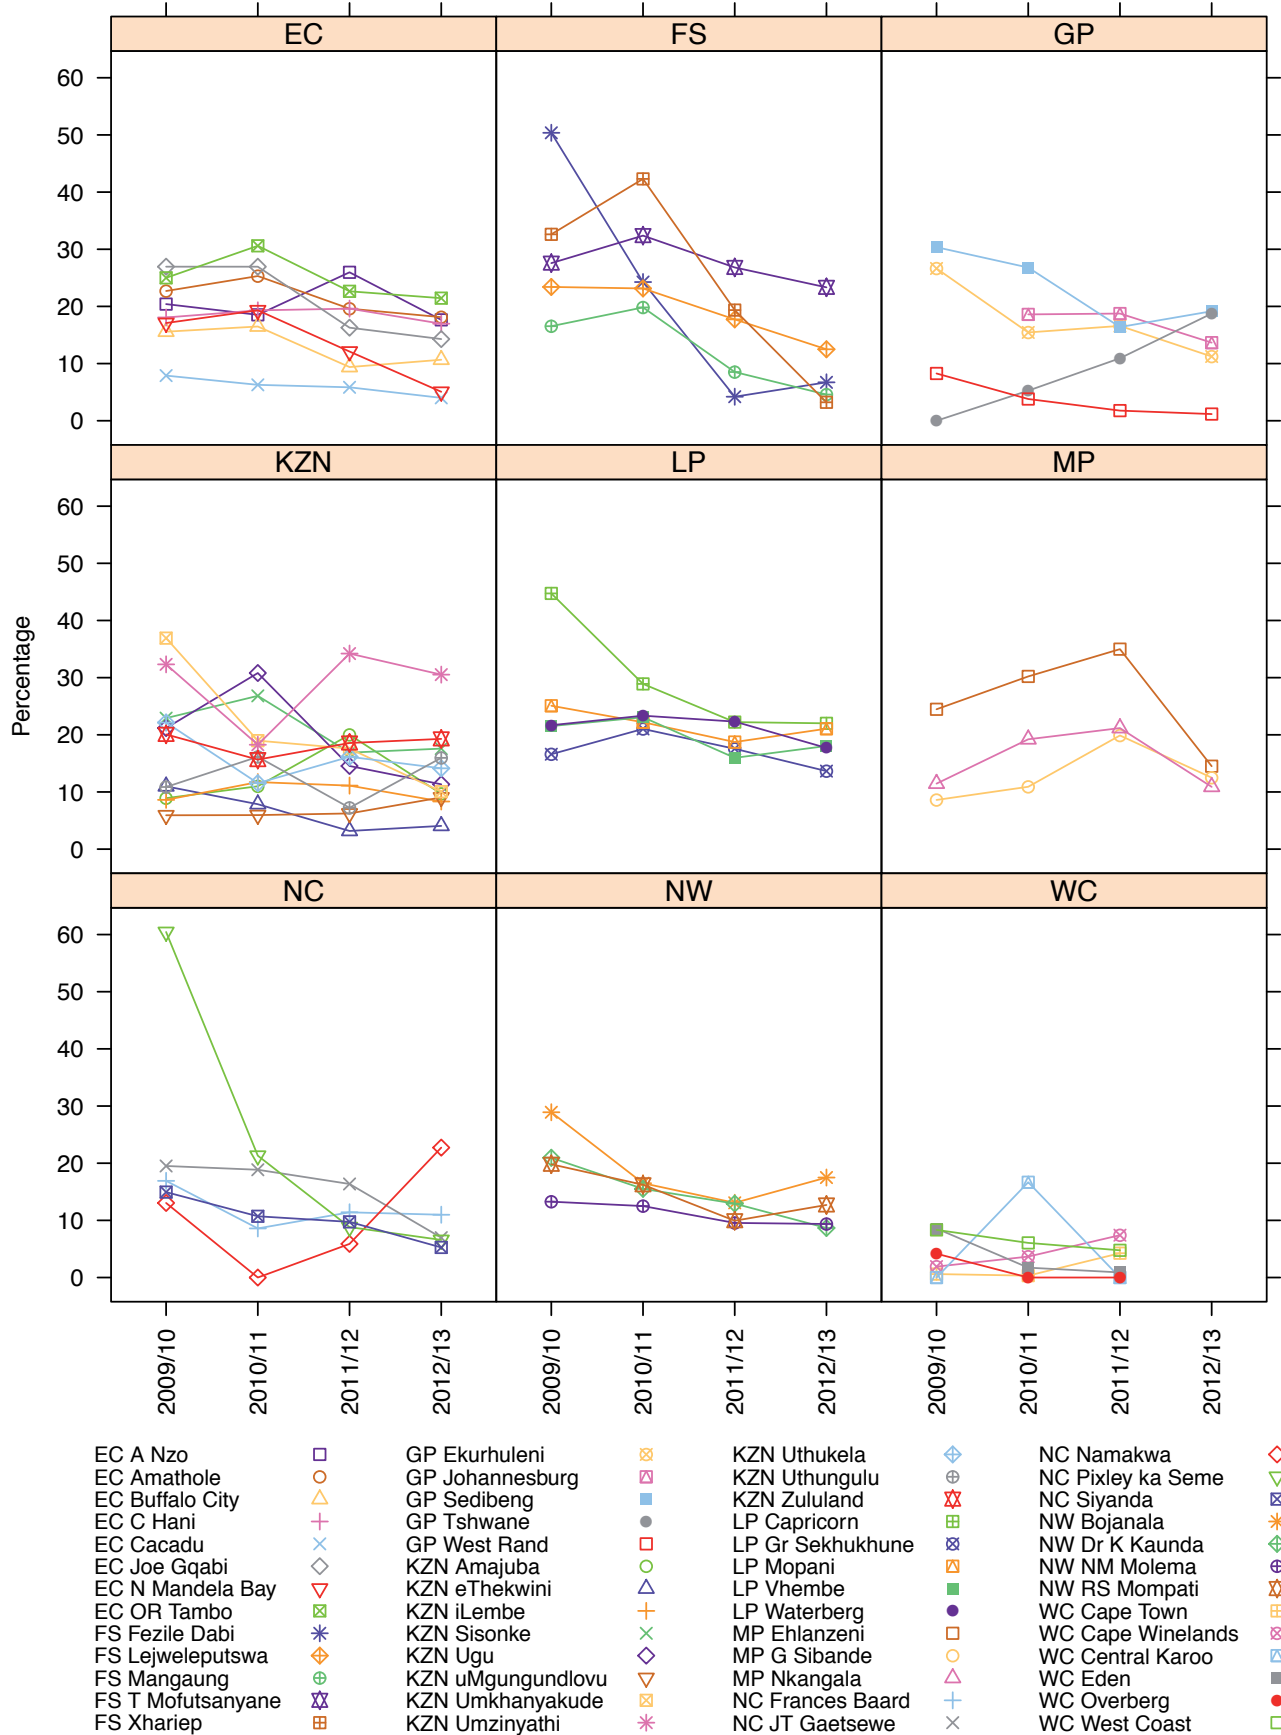 EC FS GP
60
50
40
30
20
10
0
KZN LP MP
60
50
40
30
20
10
0
Percentage
NC NW WC
60
50
40
30
20
10
0
2009/10 2010/11 2011/12 2012/13 2009/10 2010/11 2011/12 2012/13 2009/10 2010/11 2011/12 2012/13
EC A Nzo GP Ekurhuleni KZN Uthukela NC Namakwa
EC Amathole GP Johannesburg KZN Uthungulu NC Pixley ka Seme
EC Buffalo City GP Sedibeng KZN Zululand NC Siyanda
EC C Hani GP Tshwane LP Capricorn NW Bojanala
EC Cacadu GP West Rand LP Gr Sekhukhune NW Dr K Kaunda
EC Joe Gqabi KZN Amajuba LP Mopani NW NM Molema
EC N Mandela Bay KZN eThekwini LP Vhembe NW RS Mompati
EC OR Tambo KZN iLembe LP Waterberg WC Cape Town
FS Fezile Dabi KZN Sisonke MP Ehlanzeni WC Cape Winelands
FS Lejweleputswa KZN Ugu MP G Sibande WC Central Karoo
FS Mangaung KZN uMgungundlovu MP Nkangala WC Eden
FS T Mofutsanyane KZN Umkhanyakude NC Frances Baard WC Overberg
FS Xhariep KZN Umzinyathi NC JT Gaetsewe WC West Coast